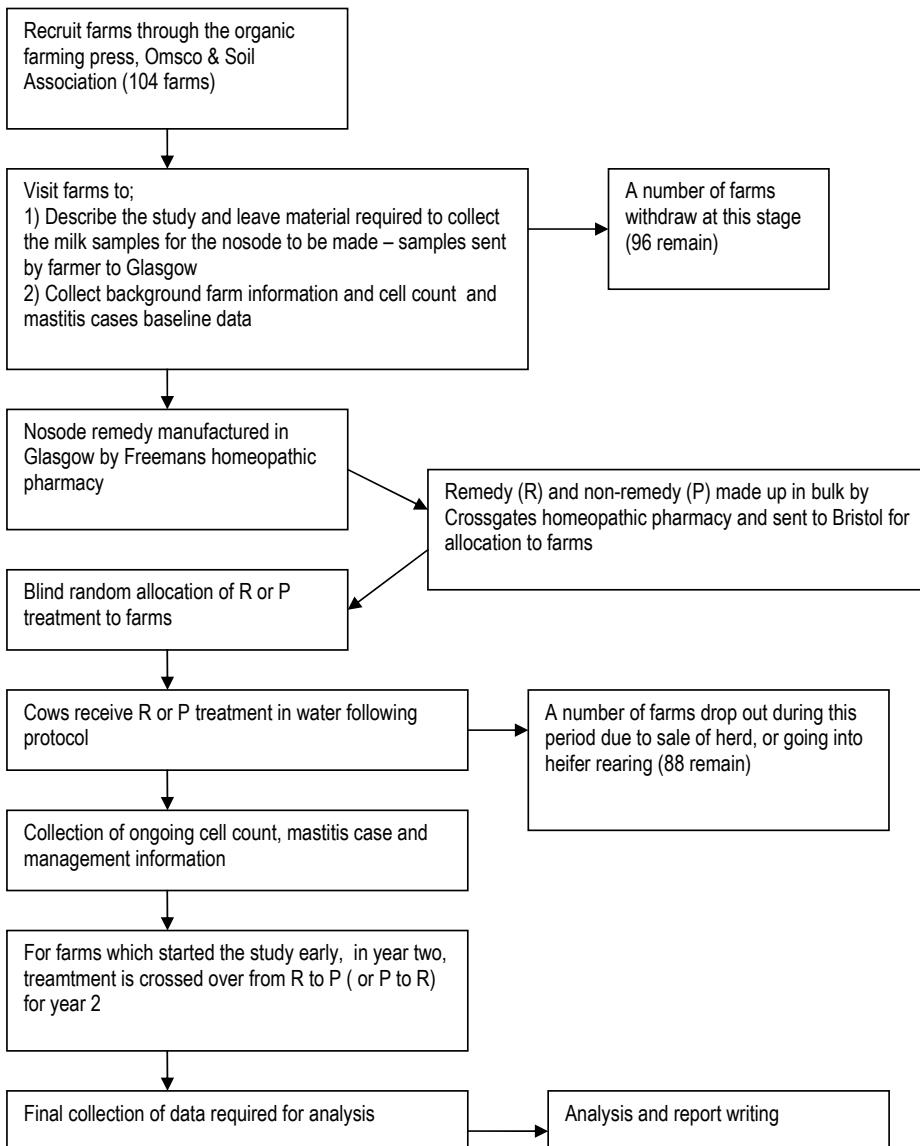 Recruit farms through the organic
farming press, Omsco & Soil
Association (104 farms)
Visit farms to;
1) Describe the study and leave material required to collect
the milk samples for the nosode to be made – samples sent
by farmer to Glasgow
2) Collect background farm information and cell count and
mastitis cases baseline data
A number of farms
withdraw at this stage
(96 remain)
Nosode remedy manufactured in
Glasgow by Freemans homeopathic
pharmacy
Remedy (R) and non-remedy (P) made up in bulk by
Crossgates homeopathic pharmacy and sent to Bristol for
allocation to farms
Blind random allocation of R or P
treatment to farms
Cows receive R or P treatment in water following
protocol
A number of farms drop out during this
period due to sale of herd, or going into
heifer rearing (88 remain)
Collection of ongoing cell count, mastitis case and
management information
For farms which started the study early, in year two,
treamtment is crossed over from R to P ( or P to R)
for year 2
Final collection of data required for analysis
Analysis and report writing